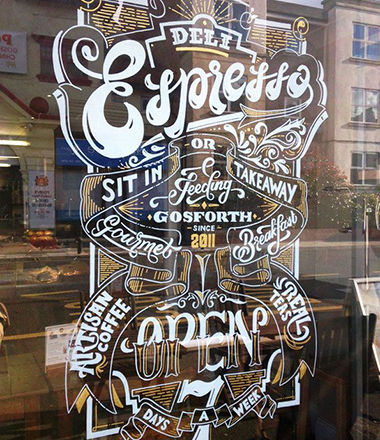 DELI
Espresso
SIT IN OR TAKEAWAY
Feeding
GOSFORTH
SINCE
2011
Gourmet Breakfast
ARTNISAN COFFEE
REAL TEAS
OPEN
7
DAYS A WEEK